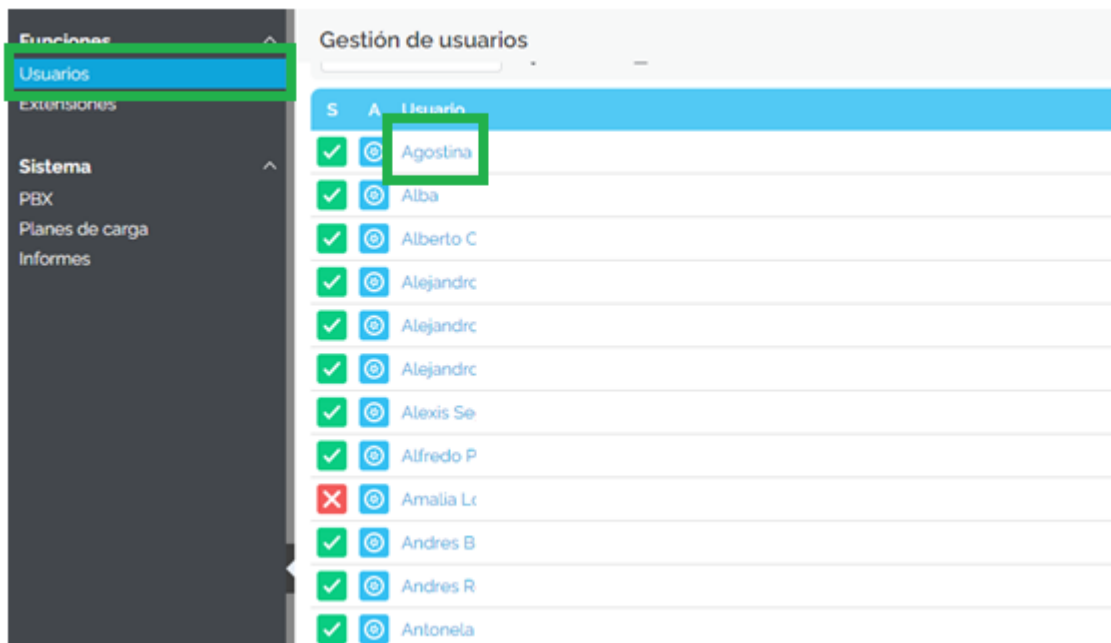 Funciones
Usuarios
Extensiones
Sistema
PBX
Planes de carga
Informes
Gestión de usuarios
S A Usuario
Agostina
Alba
Alberto C
Alejandro
Alejandro
Alejandro
Alexis Se
Alfredo P
Amalia Lo
Andres B
Andres R
Antonela